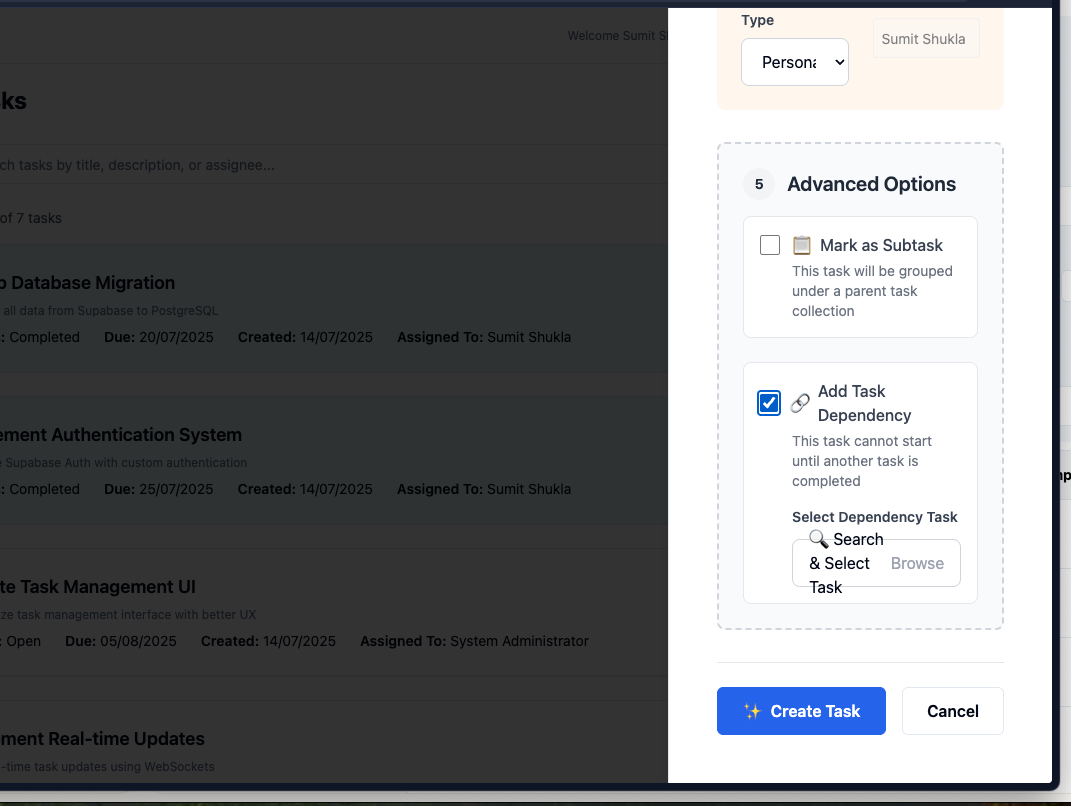 Welcome Sumit S
sks
ch tasks by title, description, or assignee...
of 7 tasks
Database Migration
all data from Supabase to PostgreSQL
: Completed Due: 20/07/2025 Created: 14/07/2025 Assigned To: Sumit Shukla
ement Authentication System
Supabase Auth with custom authentication
: Completed Due: 25/07/2025 Created: 14/07/2025 Assigned To: Sumit Shukla
te Task Management UI
ze task management interface with better UX
: Open Due: 05/08/2025 Created: 14/07/2025 Assigned To: System Administrator
ment Real-time Updates
-time task updates using WebSockets
Type
Persona
Sumit Shukla
5 Advanced Options
Mark as Subtask
This task will be grouped
under a parent task
collection
Add Task
Dependency
This task cannot start
until another task is
completed
Select Dependency Task
🔍 Search
& Select
Task
Browse
✨ Create Task
Cancel